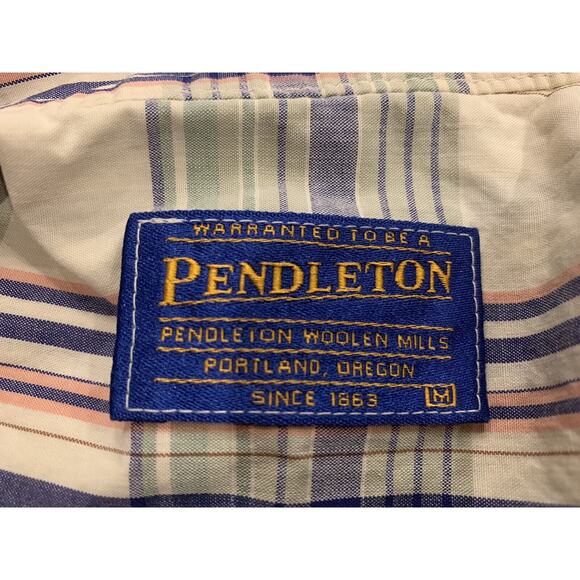 WARRANTED TO BE A
PENDLETON
PENDLETON WOOLEN MILLS
PORTLAND, OREGON
SINCE 1863 M